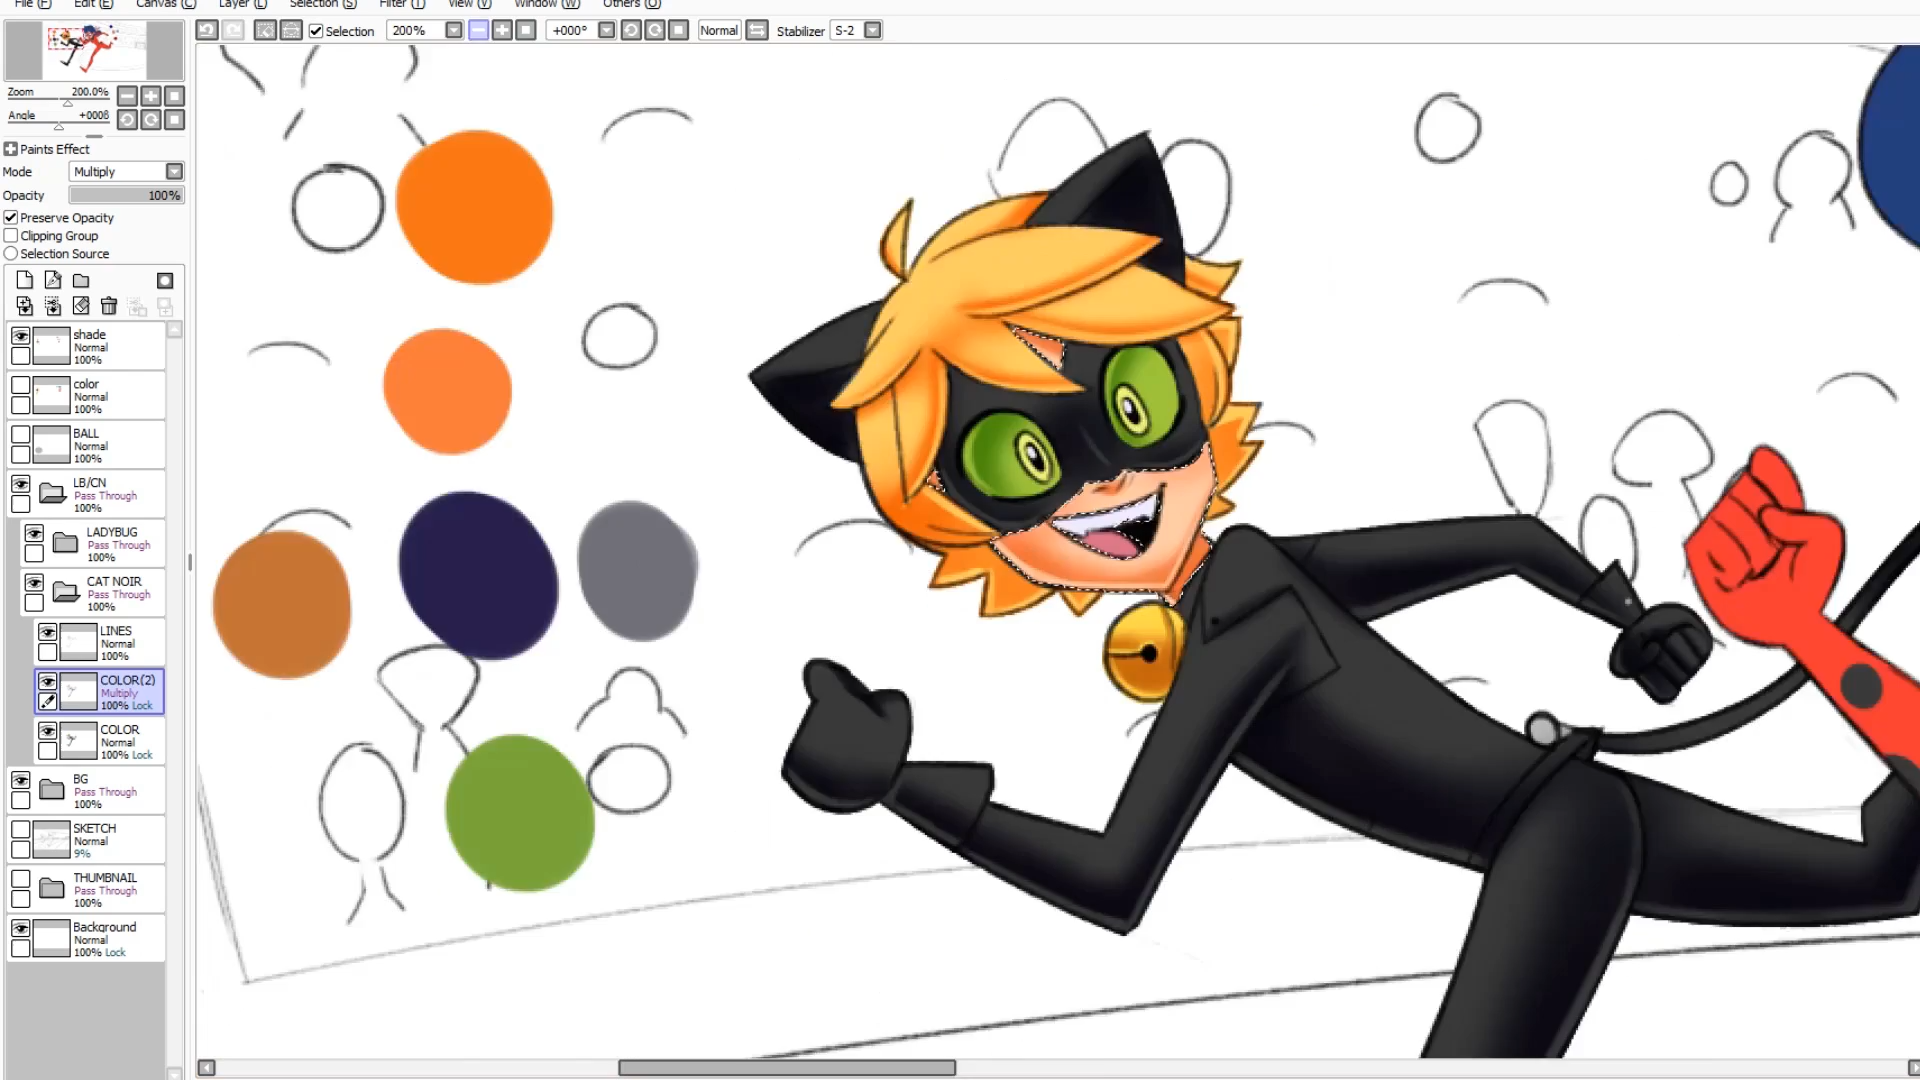 File (F) Edit (E) Canvas (C) Layer (L) Selection (S) Filter (T) View (V) Window (W) Others (O)
Selection 200% +000° Normal Stabilizer S-2
Zoom 200.0%
Angle +000ß
Paints Effect
Mode Multiply
Opacity 100%
Preserve Opacity
Clipping Group
Selection Source
shade
Normal
100%
color
Normal
100%
BALL
Normal
100%
LB/CN
Pass Through
100%
LADYBUG
Pass Through
100%
CAT NOIR
Pass Through
100%
LINES
Normal
100%
COLOR(2)
Multiply
100% Lock
COLOR
Normal
100% Lock
BG
Pass Through
100%
SKETCH
Normal
9%
THUMBNAIL
Pass Through
100%
Background
Normal
100% Lock